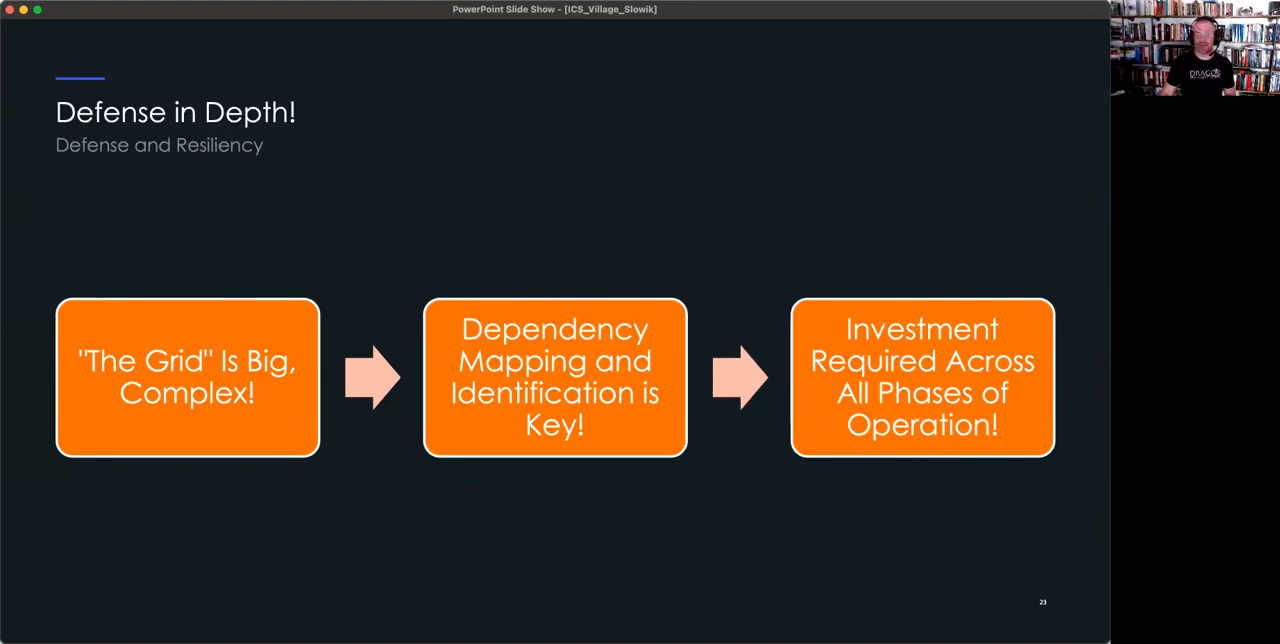 PowerPoint Slide Show - [ICS_Village_Slowik]
Defense in Depth!
Defense and Resiliency
"The Grid" Is Big,
Complex!
Dependency
Mapping and
Identification is
Key!
Investment
Required Across
All Phases of
Operation!
23
DRAGOS